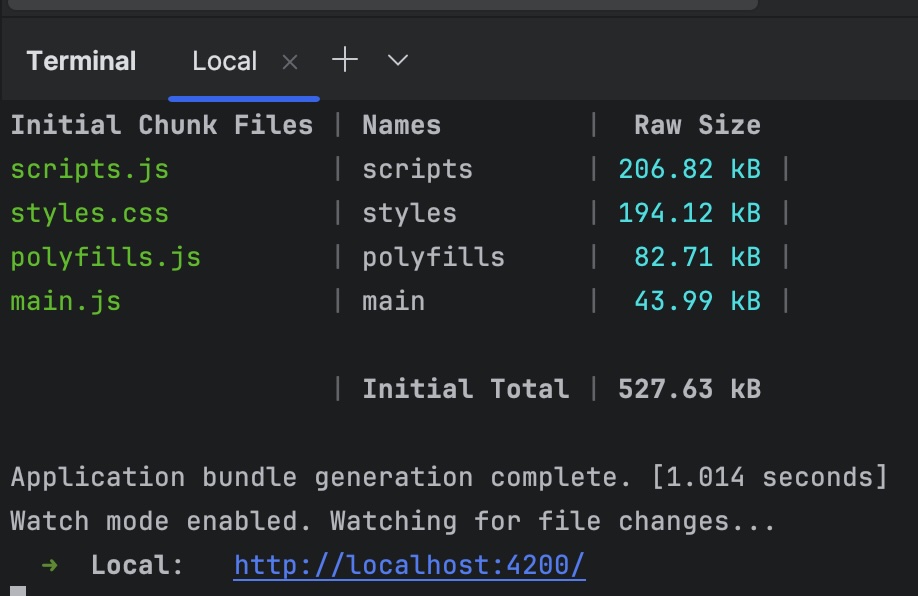 Terminal Local × + ⌄
Initial Chunk Files | Names | Raw Size
scripts.js | scripts | 206.82 kB |
styles.css | styles | 194.12 kB |
polyfills.js | polyfills | 82.71 kB |
main.js | main | 43.99 kB |
| Initial Total | 527.63 kB
Application bundle generation complete. [1.014 seconds]
Watch mode enabled. Watching for file changes...
➜ Local: http://localhost:4200/